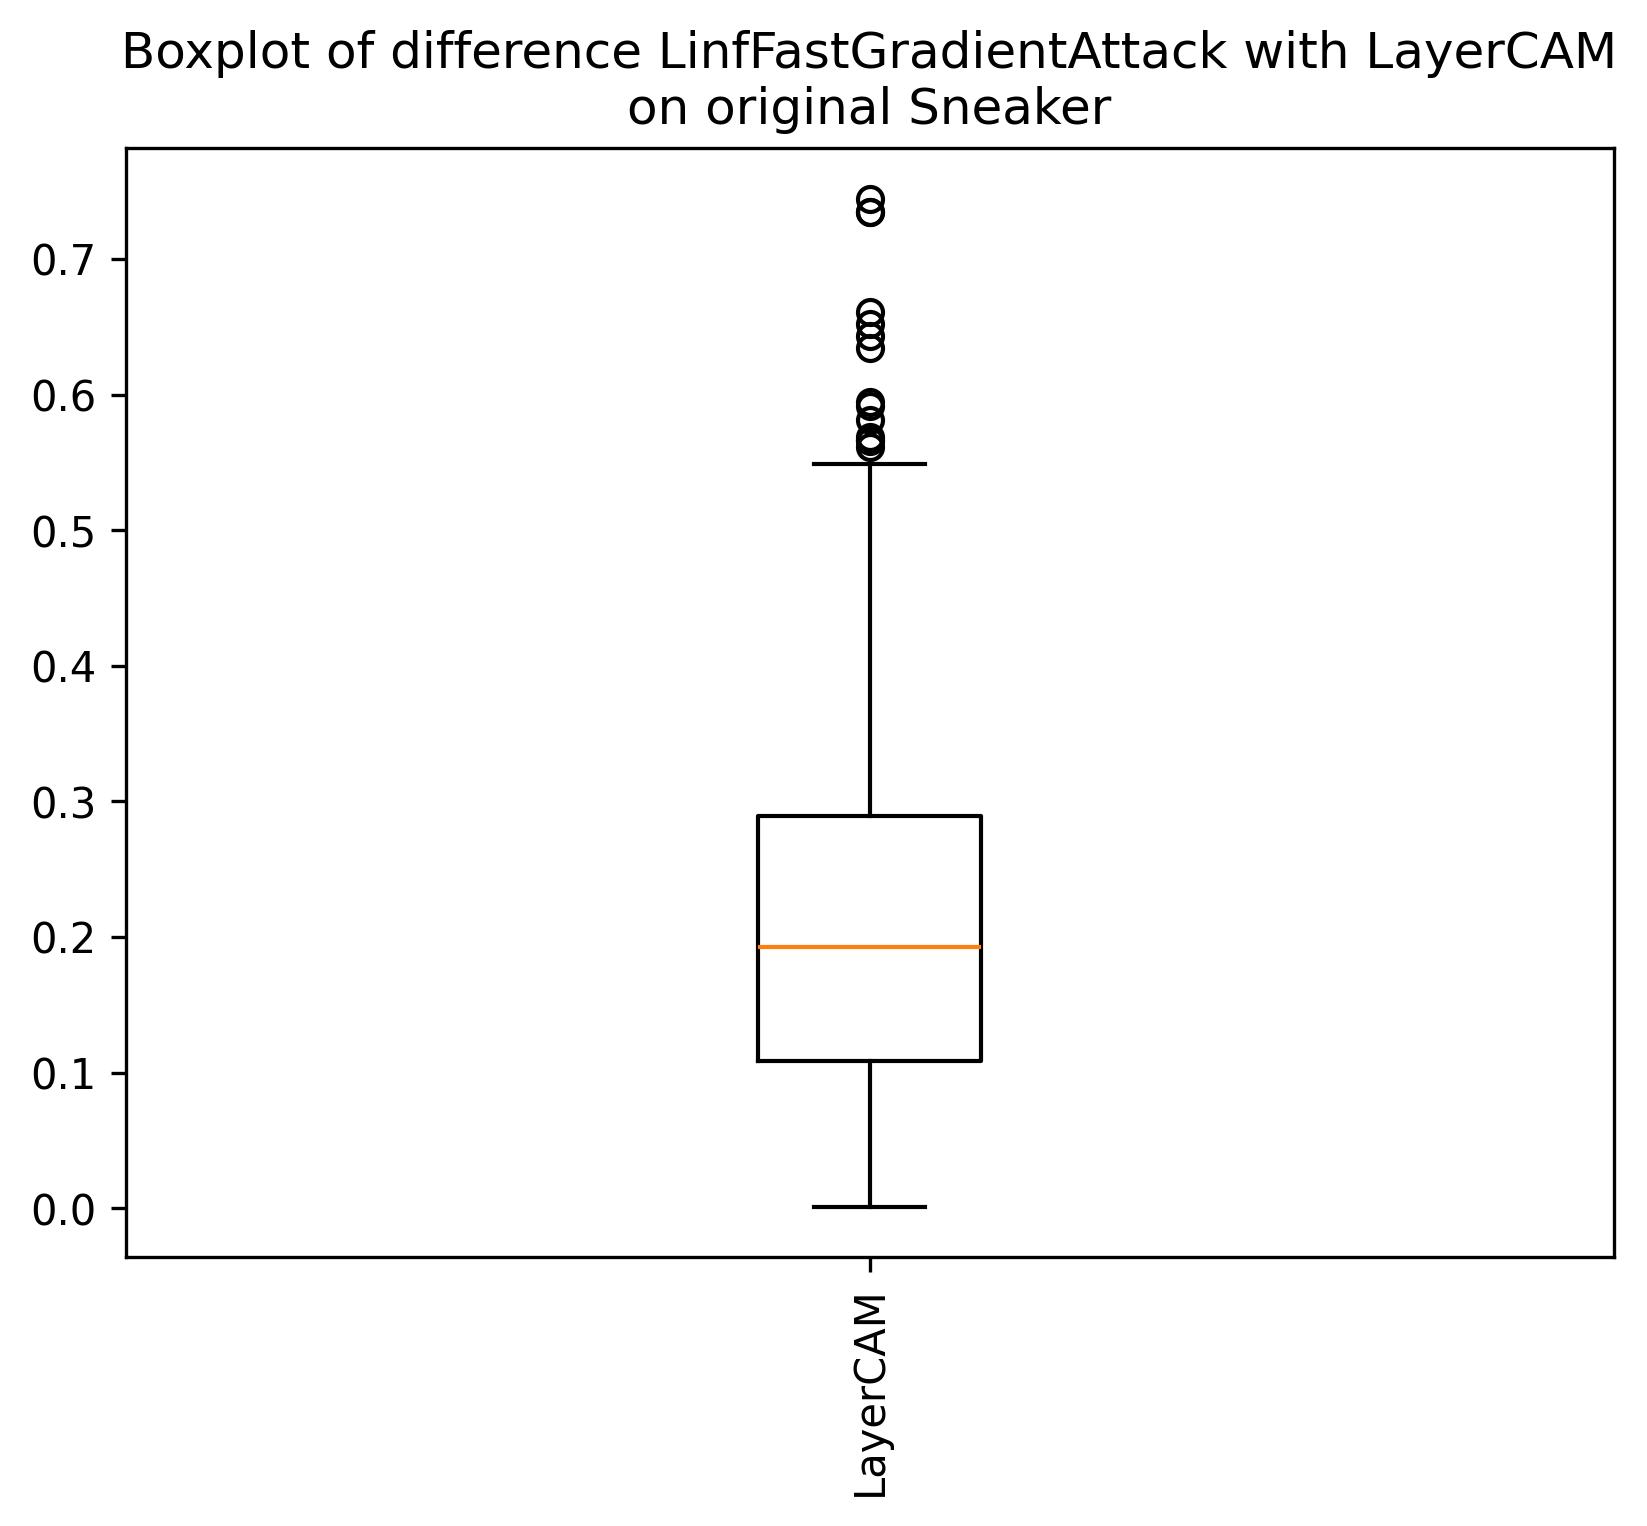 Boxplot of difference LinfFastGradientAttack with LayerCAM
on original Sneaker
0.7
0.6
0.5
0.4
0.3
0.2
0.1
0.0
LayerCAM